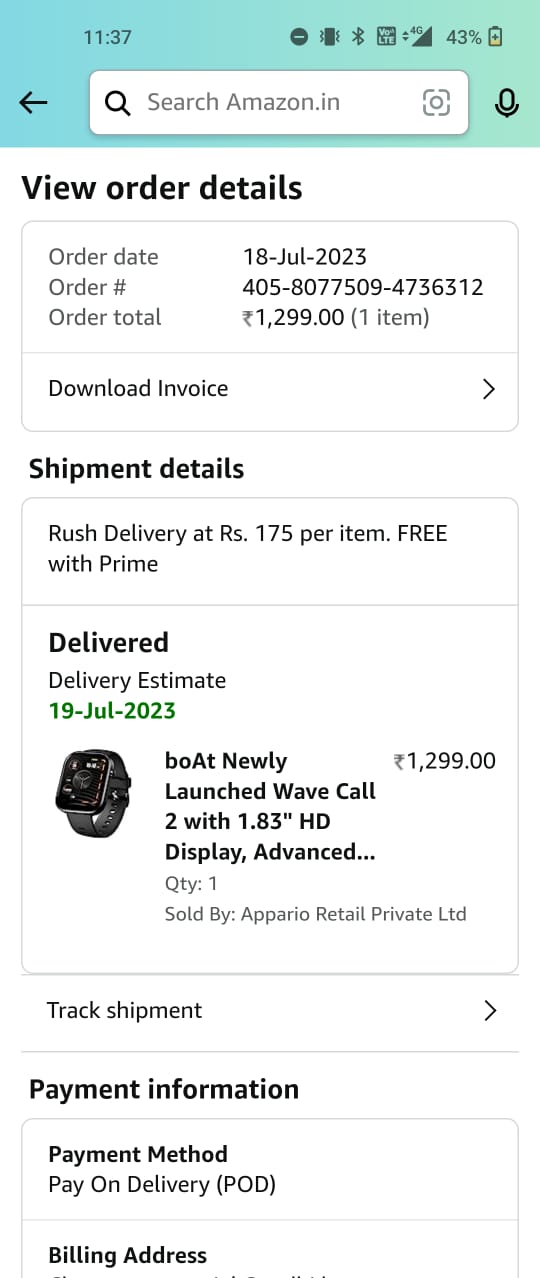 11:37
VoLTE 4G 43%
Search Amazon.in
View order details
Order date 18-Jul-2023
Order # 405-8077509-4736312
Order total ₹1,299.00 (1 item)
Download Invoice
Shipment details
Rush Delivery at Rs. 175 per item. FREE
with Prime
Delivered
Delivery Estimate
19-Jul-2023
boAt Newly ₹1,299.00
Launched Wave Call
2 with 1.83" HD
Display, Advanced...
Qty: 1
Sold By: Appario Retail Private Ltd
Track shipment
Payment information
Payment Method
Pay On Delivery (POD)
Billing Address